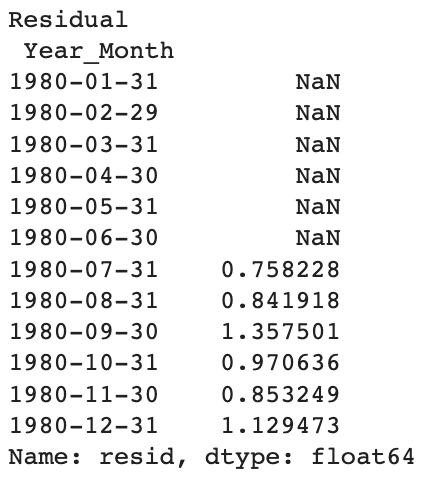 Residual
 Year_Month
1980-01-31         NaN
1980-02-29         NaN
1980-03-31         NaN
1980-04-30         NaN
1980-05-31         NaN
1980-06-30         NaN
1980-07-31    0.758228
1980-08-31    0.841918
1980-09-30    1.357501
1980-10-31    0.970636
1980-11-30    0.853249
1980-12-31    1.129473
Name: resid, dtype: float64